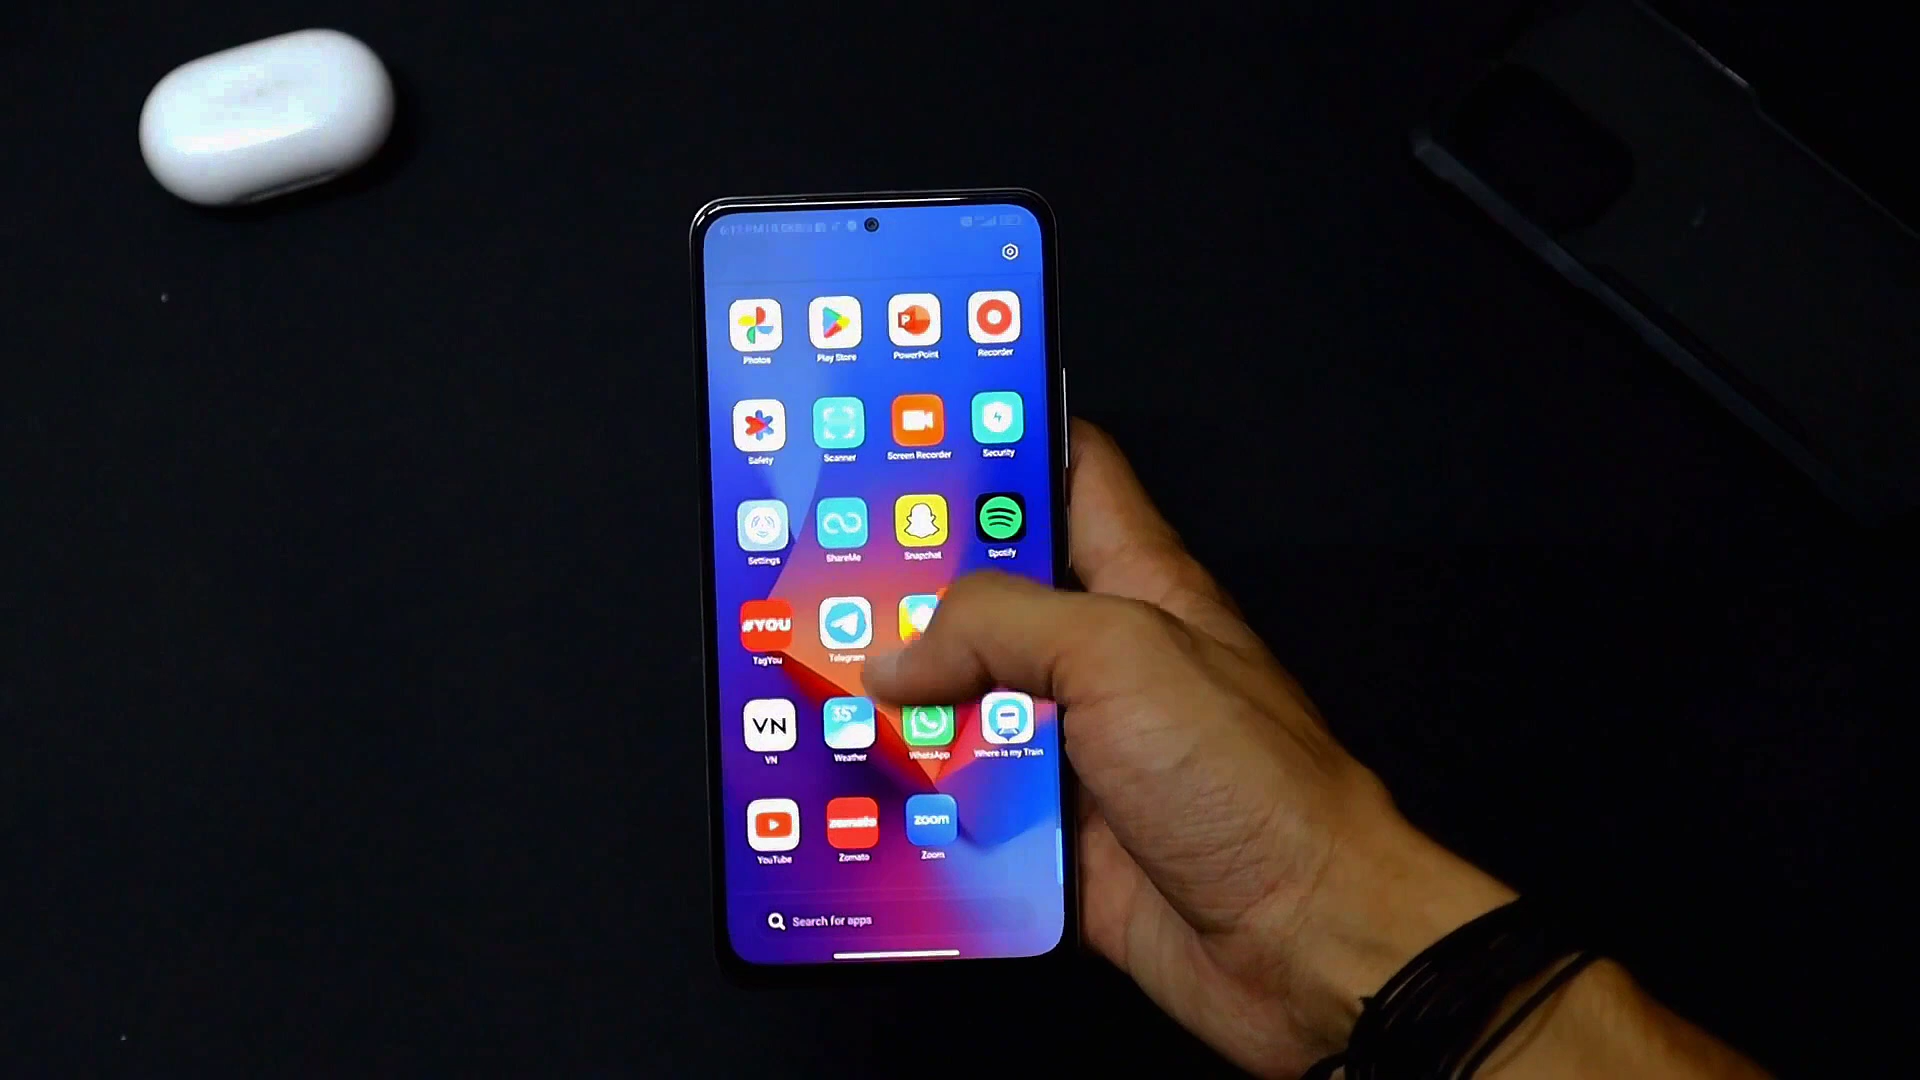 Photos Play Store PowerPoint Recorder
Safety Scanner Screen Recorder Security
Settings ShareMe Snapchat Spotify
#YOU
TagYou Telegram
VN 35°
VN Weather WhatsApp Where is my Train
zomato zoom
YouTube Zomato Zoom
Search for apps